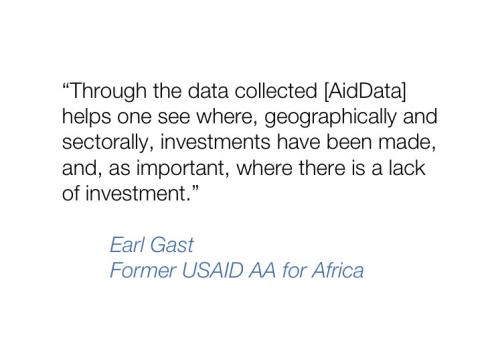 “Through the data collected [AidData]
helps one see where, geographically and
sectorally, investments have been made,
and, as important, where there is a lack
of investment.”
Earl Gast
Former USAID AA for Africa